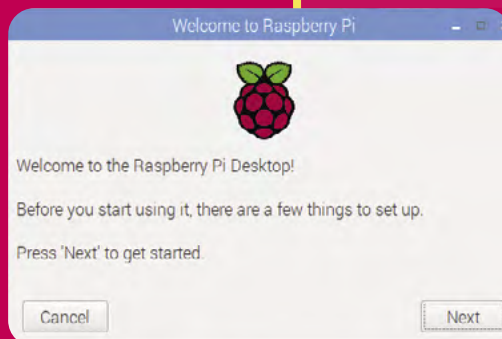 Welcome to Raspberry Pi
Welcome to the Raspberry Pi Desktop!
Before you start using it, there are a few things to set up.
Press 'Next' to get started.
Cancel
Next